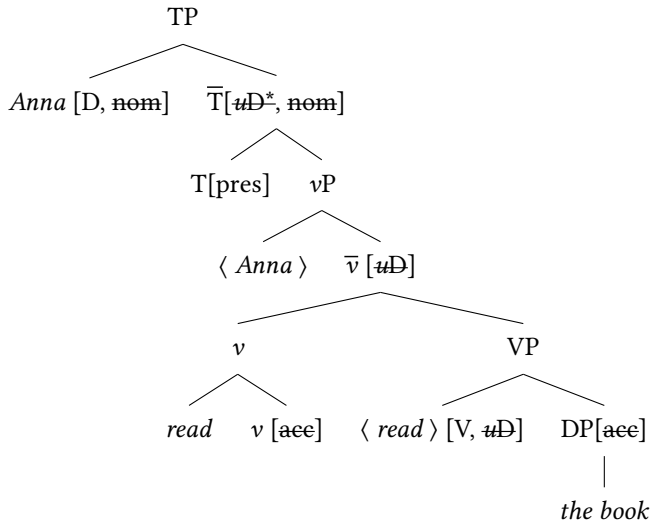 TP
Anna [D, nom] T̅[uD*, nom]
T[pres] vP
⟨ Anna ⟩ v̅ [uD]
v VP
read v [acc] ⟨ read ⟩ [V, uD] DP[acc]
the book